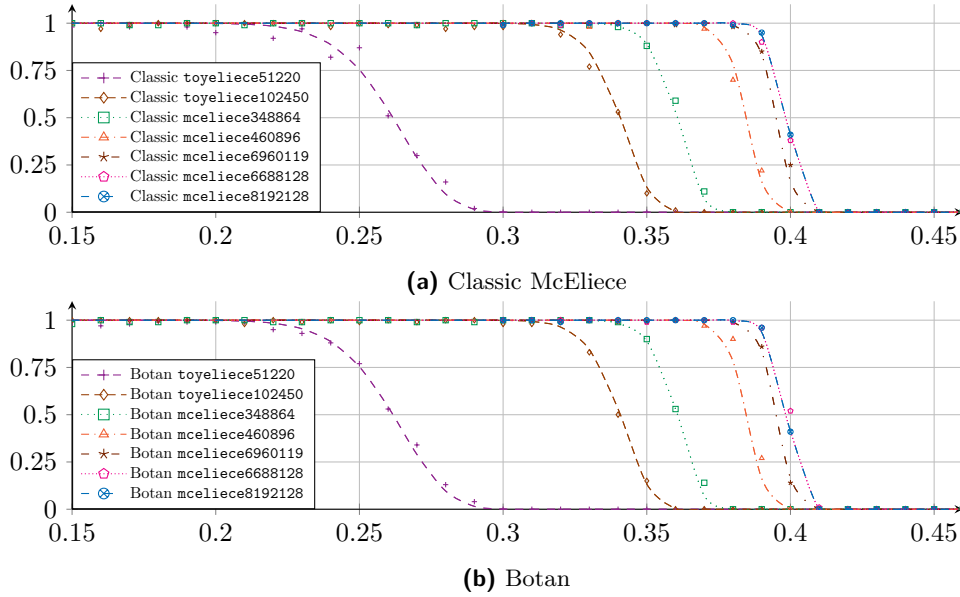 1
0.75
0.5
0.25
0
Classic toyeliece51220
Classic toyeliece102450
Classic mceliece348864
Classic mceliece460896
Classic mceliece6960119
Classic mceliece6688128
Classic mceliece8192128
0.15 0.2 0.25 0.3 0.35 0.4 0.45
(a) Classic McEliece
1
0.75
0.5
0.25
0
Botan toyeliece51220
Botan toyeliece102450
Botan mceliece348864
Botan mceliece460896
Botan mceliece6960119
Botan mceliece6688128
Botan mceliece8192128
0.15 0.2 0.25 0.3 0.35 0.4 0.45
(b) Botan